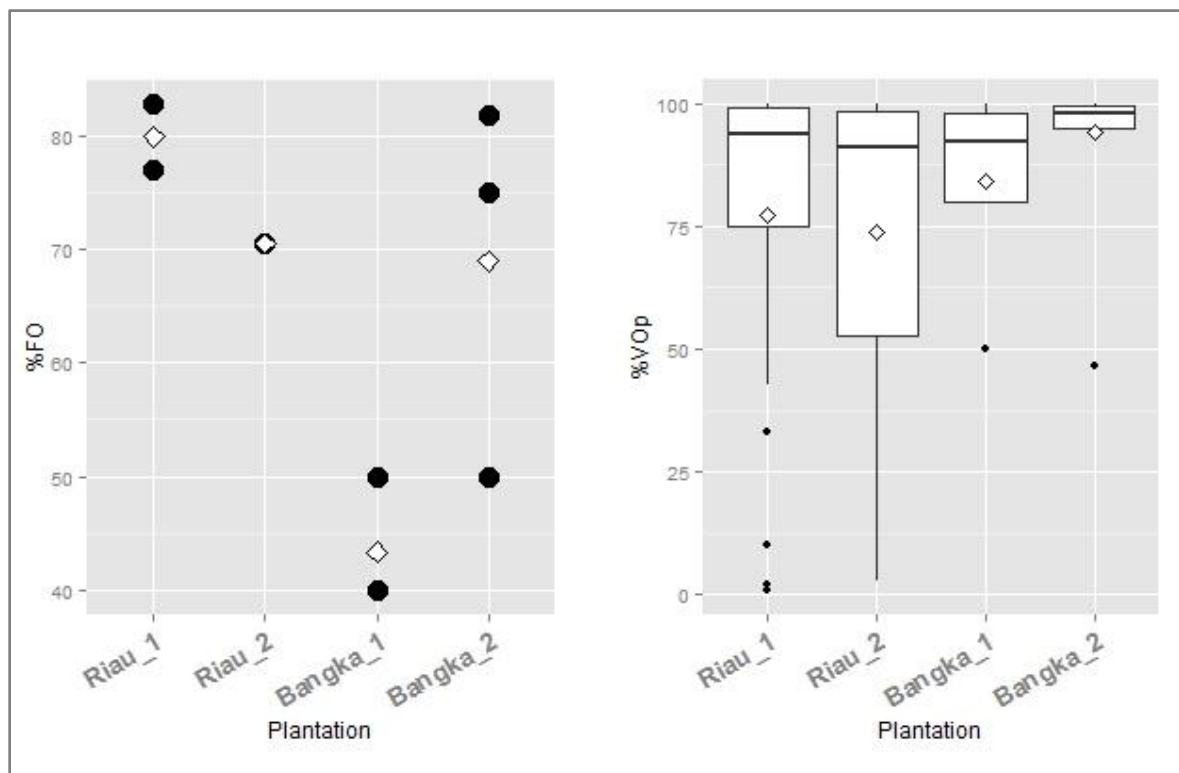 %FO
80
70
60
50
40
Riau_1
Riau_2
Bangka_1
Bangka_2
Plantation
%VOp
100
75
50
25
0
Riau_1
Riau_2
Bangka_1
Bangka_2
Plantation